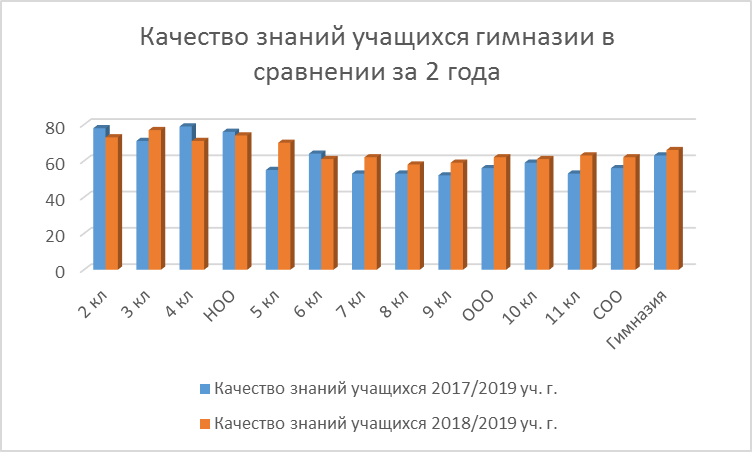 Качество знаний учащихся гимназии в
сравнении за 2 года
80
60
40
20
0
2 кл
3 кл
4 кл
НОО
5 кл
6 кл
7 кл
8 кл
9 кл
ООО
10 кл
11 кл
СОО
Гимназия
Качество знаний учащихся 2017/2019 уч. г.
Качество знаний учащихся 2018/2019 уч. г.